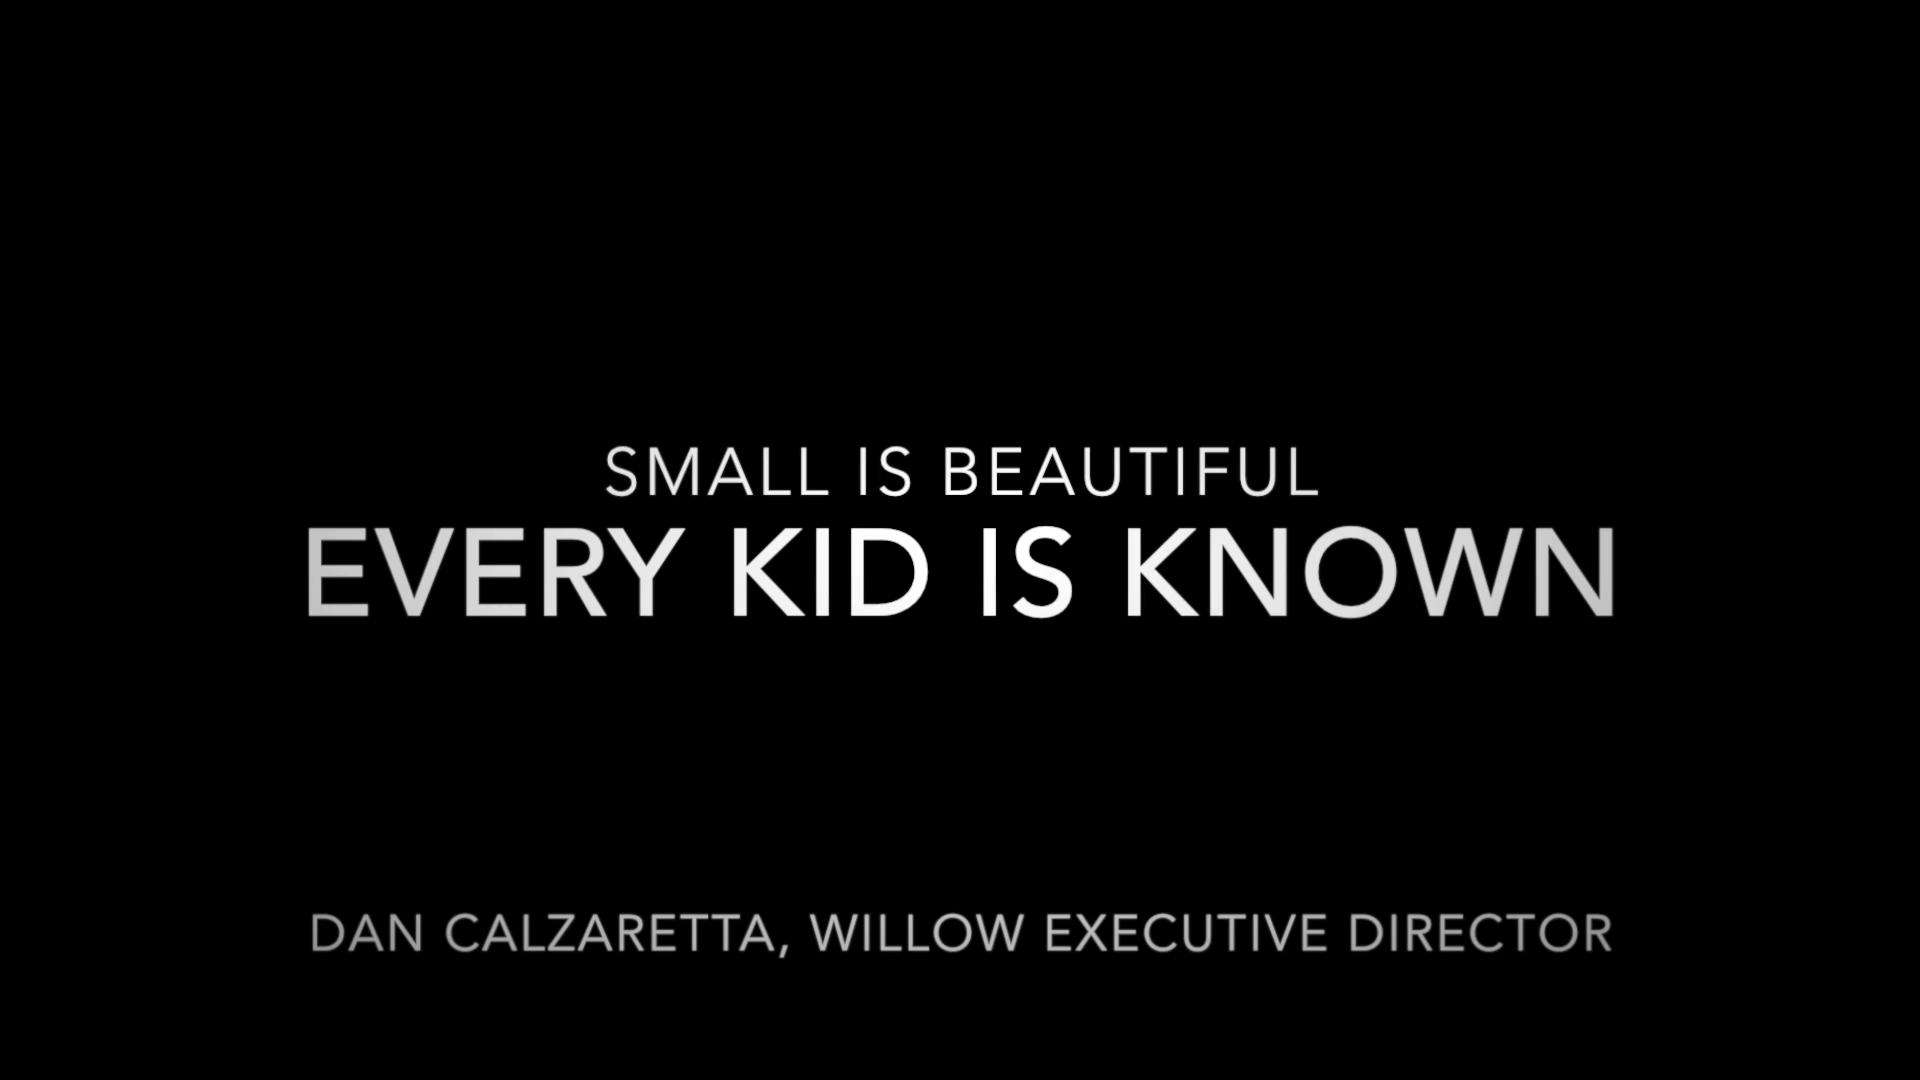 SMALL IS BEAUTIFUL
EVERY KID IS KNOWN
DAN CALZARETTA, WILLOW EXECUTIVE DIRECTOR